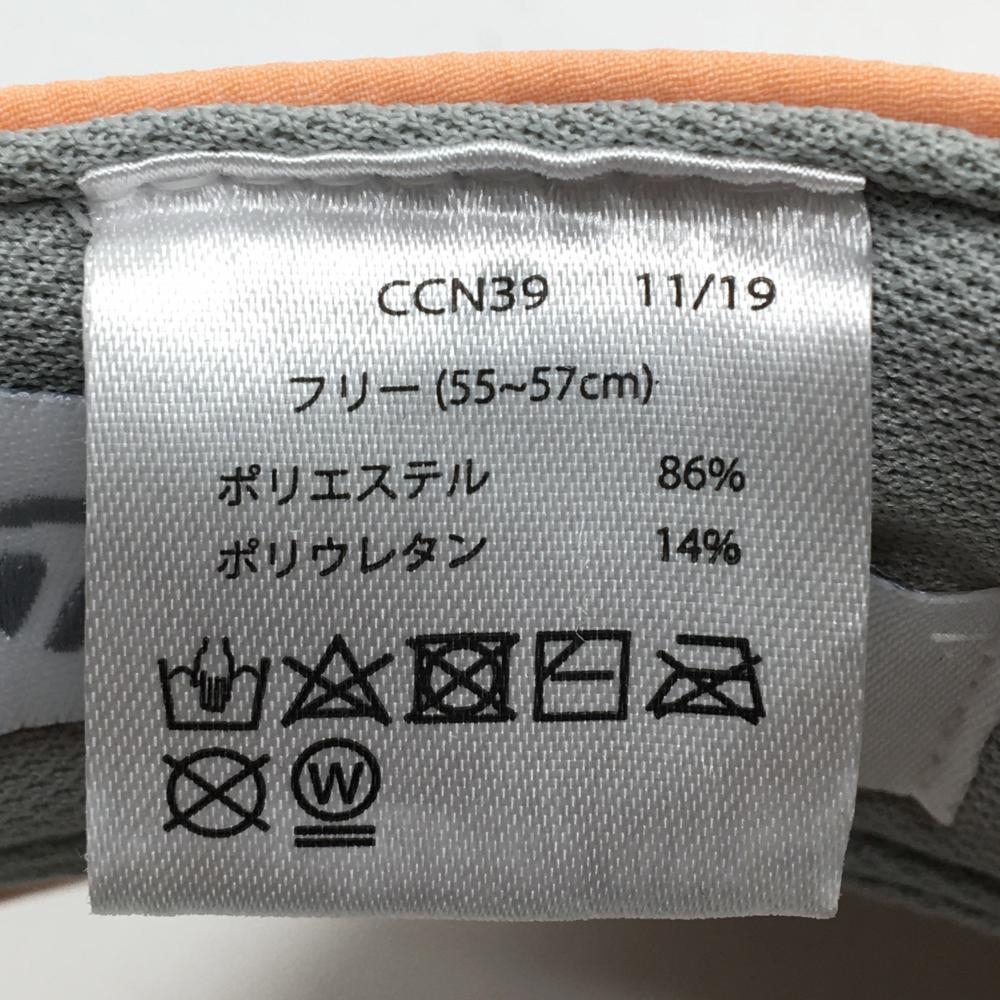 CCN39 11/19
フリー (55~57cm)
ポリエステル 86%
ポリウレタン 14%
W